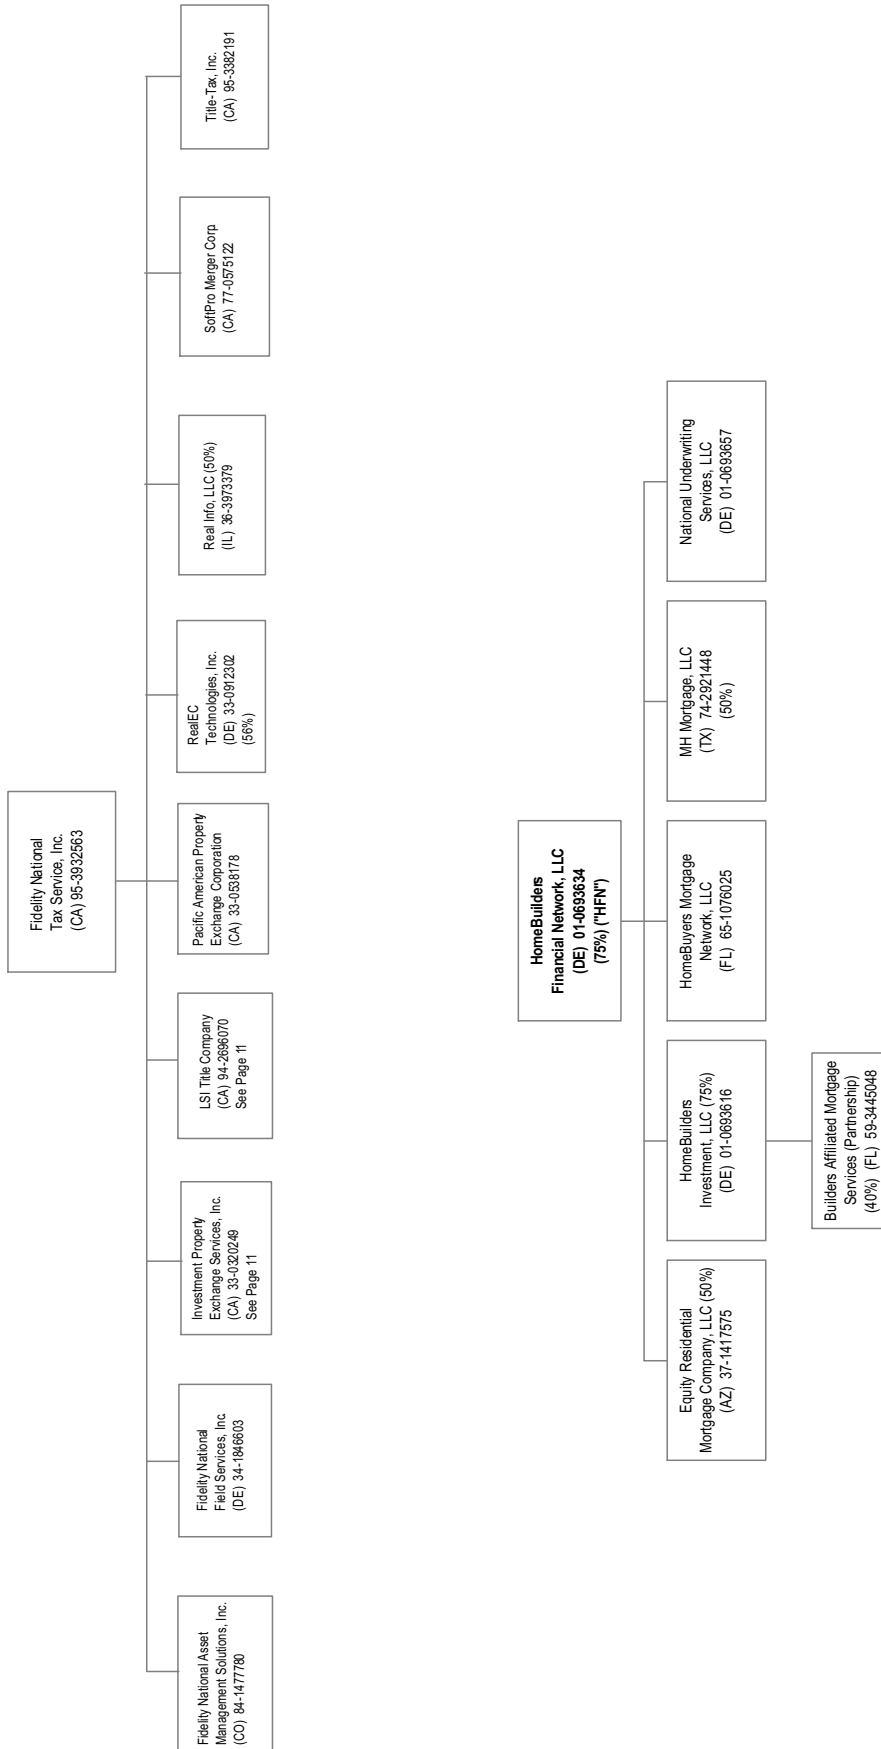 Fidelity National
Tax Service, Inc.
(CA) 95-3932563
Fidelity National Asset
Management Solutions, Inc.
(CO) 84-1477780
Fidelity National
Field Services, Inc.
(DE) 34-1846603
Investment Property
Exchange Services, Inc.
(CA) 33-0320249
See Page 11
LSI Title Company
(CA) 94-2696070
See Page 11
Pacific American Property
Exchange Corporation
(CA) 33-0538178
RealEC
Technologies, Inc.
(DE) 33-0912302
(56%)
Real Info, LLC (50%)
(IL) 36-3973379
SoftPro Merger Corp
(CA) 77-0575122
Title-Tax, Inc.
(CA) 95-3382191
HomeBuilders
Financial Network, LLC
(DE) 01-0693634
(75%) ("HFN")
Equity Residential
Mortgage Company, LLC (50%)
(AZ) 37-1417575
HomeBuilders
Investment, LLC (75%)
(DE) 01-0693616
HomeBuyers Mortgage
Network, LLC
(FL) 65-1076025
MH Mortgage, LLC
(TX) 74-2921448
(50%)
National Underwriting
Services, LLC
(DE) 01-0693657
Builders Affiliated Mortgage
Services (Partnership)
(40%) (FL) 59-3445048